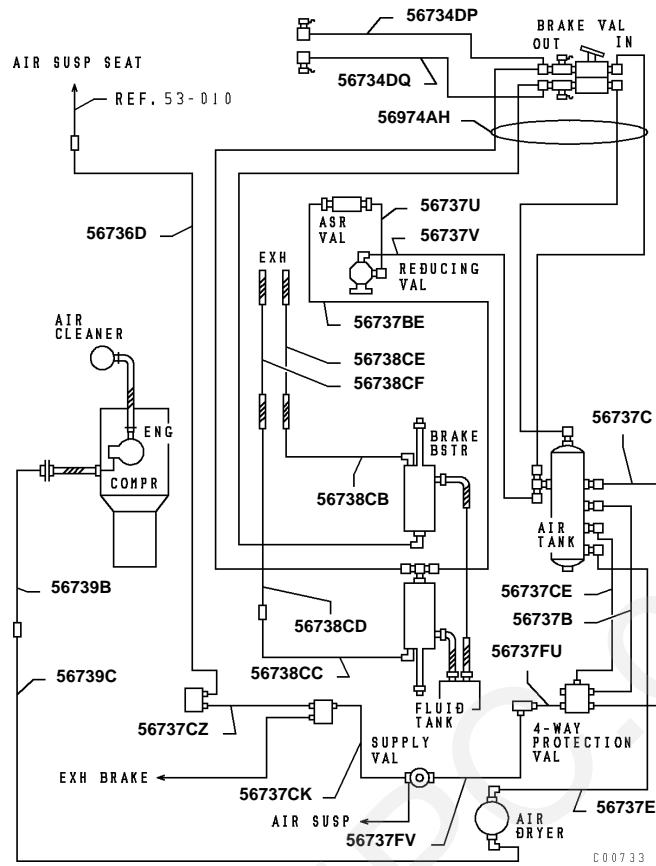 56734DP
BRAKE VAL
OUT
IN
AIR SUSP SEAT
56734DQ
REF. 53-010
56974AH
56737U
56736D
ASR
VAL
56737V
EXH
REDUCING
VAL
AIR
CLEANER
56737BE
56738CE
56738CF
56737C
ENG
BRAKE
BSTR
COMPR
56738CB
AIR
TANK
56739B
56737CE
56738CD
56737B
56739C
56738CC
56737FU
FLUID
TANK
56737CZ
4-WAY
PROTECTION
VAL
SUPPLY
VAL
EXH BRAKE
56737CK
56737E
AIR SUSP
AIR
DRYER
56737FV
C00733